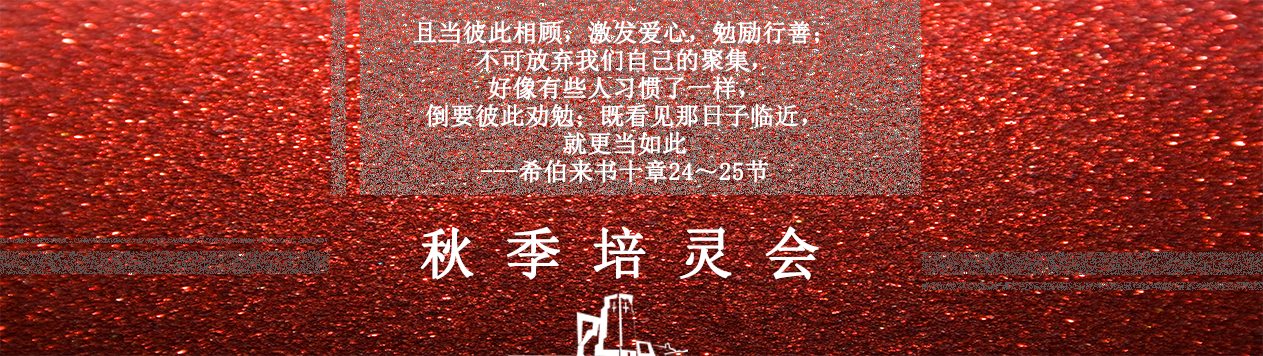 且当彼此相顾；激发爱心，勉励行善；
不可放弃我们自己的聚集，
好像有些人习惯了一样，
倒要彼此劝勉；既看见那日子临近，
就更当如此
---希伯来书十章24～25节
秋季培灵会